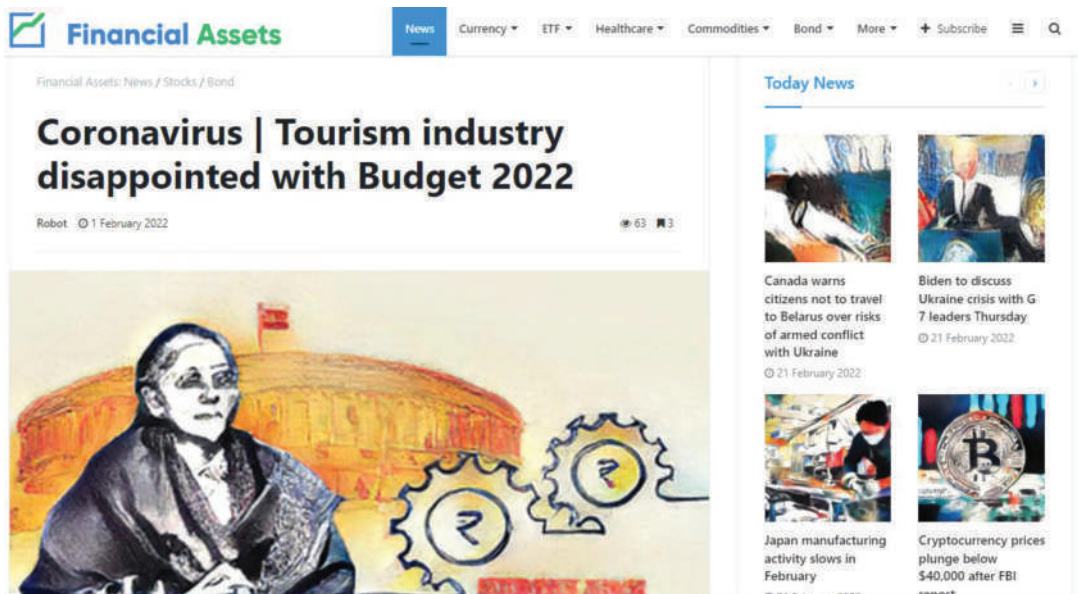 Financial Assets
News Currency ETF Healthcare Commodities Bond More + Subscribe
Financial Assets: News / Stocks / Bond
Coronavirus | Tourism industry
disappointed with Budget 2022
Robot 1 February 2022 63 3
₹
₹
Today News
Canada warns
citizens not to travel
to Belarus over risks
of armed conflict
with Ukraine
21 February 2022
Biden to discuss
Ukraine crisis with G
7 leaders Thursday
21 February 2022
Japan manufacturing
activity slows in
February
Cryptocurrency prices
plunge below
$40,000 after FBI